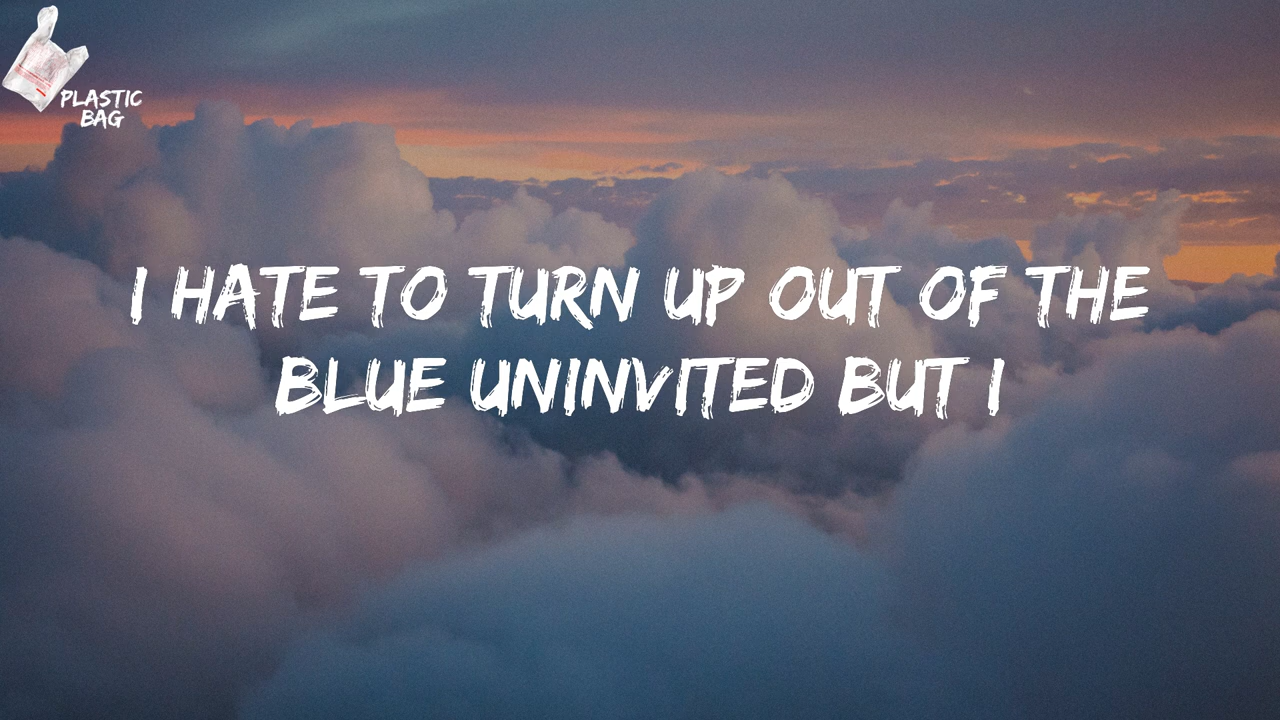 PLASTIC
BAG
I HATE TO TURN UP OUT OF THE
BLUE UNINVITED BUT I